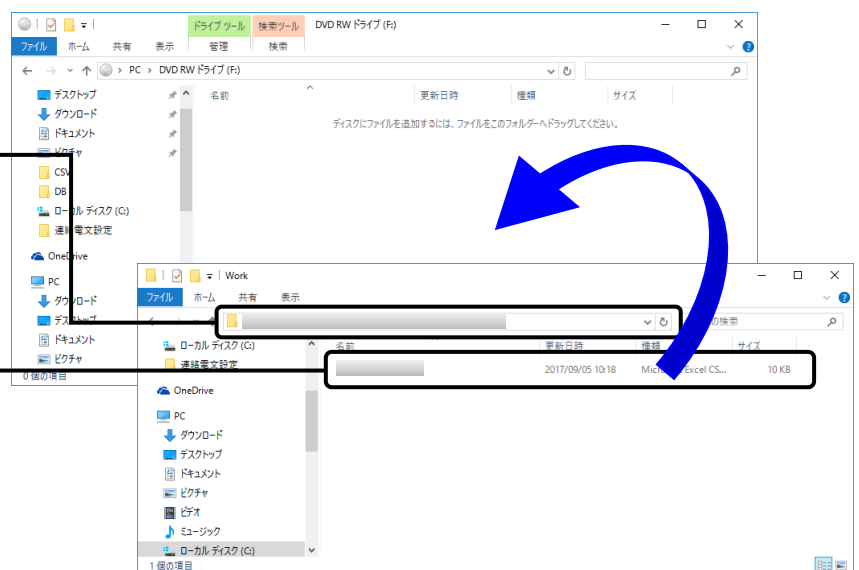 ドライブ ツール 検索ツール DVD RW ドライブ (F:)
ファイル ホーム 共有 表示 管理 検索
PC › DVD RW ドライブ (F:)
デスクトップ
ダウンロード
ドキュメント
ピクチャ
CSV
DB
ローカル ディスク (C:)
連絡電文設定
OneDrive
PC
ダウンロード
デスクトップ
ドキュメント
ピクチャ
0 個の項目
名前 更新日時 種類 サイズ
ディスクにファイルを追加するには、ファイルをこのフォルダーへドラッグしてください。
Work
ファイル ホーム 共有 表示
の検索
ローカル ディスク (C:)
連絡電文設定
OneDrive
PC
ダウンロード
デスクトップ
ドキュメント
ピクチャ
ビデオ
ミュージック
ローカル ディスク (C:)
1 個の項目
名前 更新日時 種類 サイズ
2017/09/05 10:18 Microsoft Excel CS... 10 KB